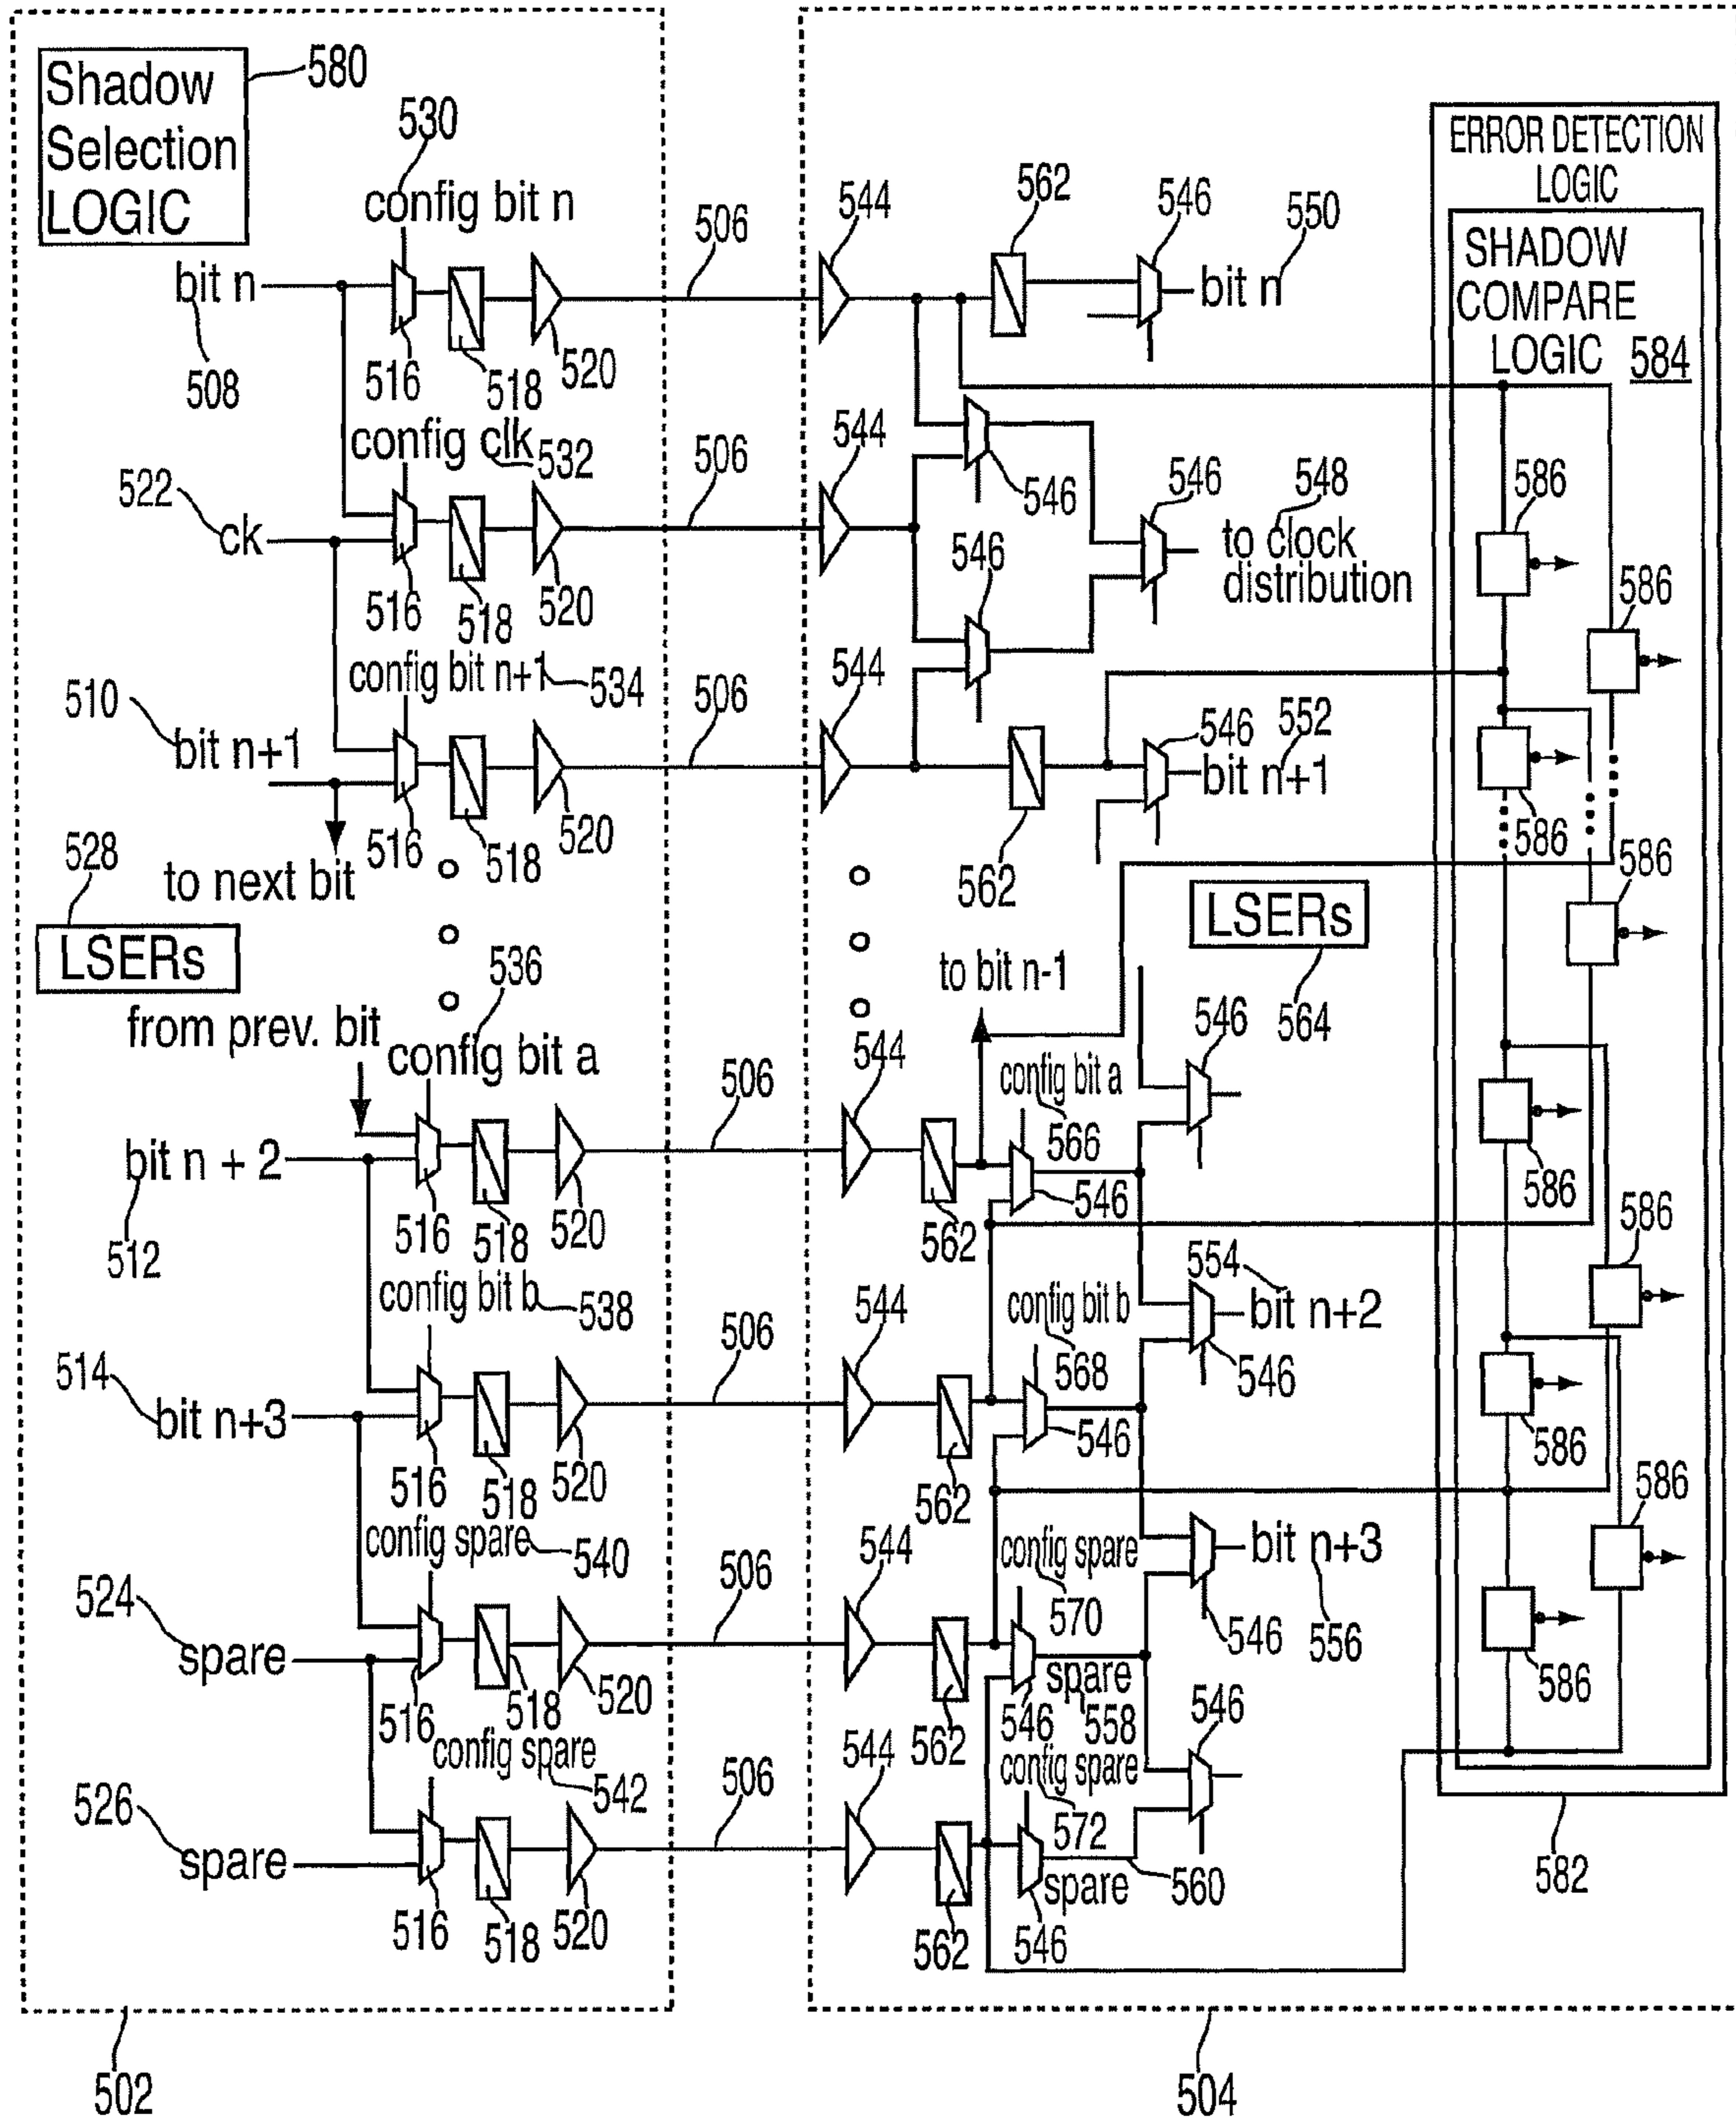 Shadow
Selection
LOGIC
580
530
config bit n
bit n
508
516
518
520
506
544
562
546
550
bit n
config clk
532
522
ck
516
518
520
506
544
546
546
546
548
to clock
distribution
config bit n+1
534
510
bit n+1
to next bit
516
518
520
506
544
562
546
552
bit n+1
528
LSERs
LSERs
564
from prev. bit
536
config bit a
bit n + 2
512
516
518
520
506
544
562
to bit n-1
config bit a
566
546
546
config bit b
538
514
bit n+3
516
518
520
506
544
562
config bit b
568
546
554
bit n+2
546
config spare
540
524
spare
516
518
520
506
544
562
config spare
570
546
spare
558
bit n+3
546
556
config spare
542
526
spare
516
518
520
506
544
562
config spare
572
spare
546
560
546
ERROR DETECTION
LOGIC
SHADOW
COMPARE
LOGIC
584
586
586
586
586
586
586
586
586
586
582
502
504